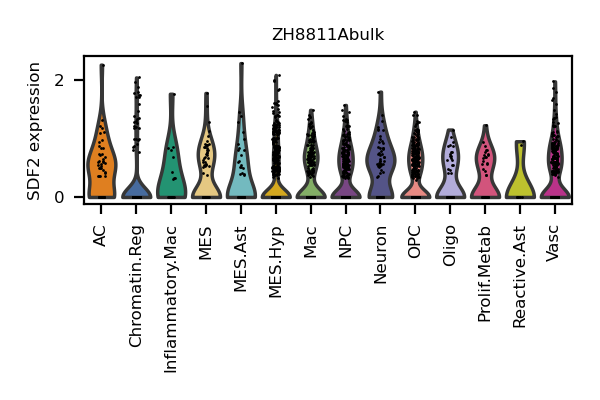 ZH8811Abulk
SDF2 expression
2
0
AC
Chromatin.Reg
Inflammatory.Mac
MES
MES.Ast
MES.Hyp
Mac
NPC
Neuron
OPC
Oligo
Prolif.Metab
Reactive.Ast
Vasc